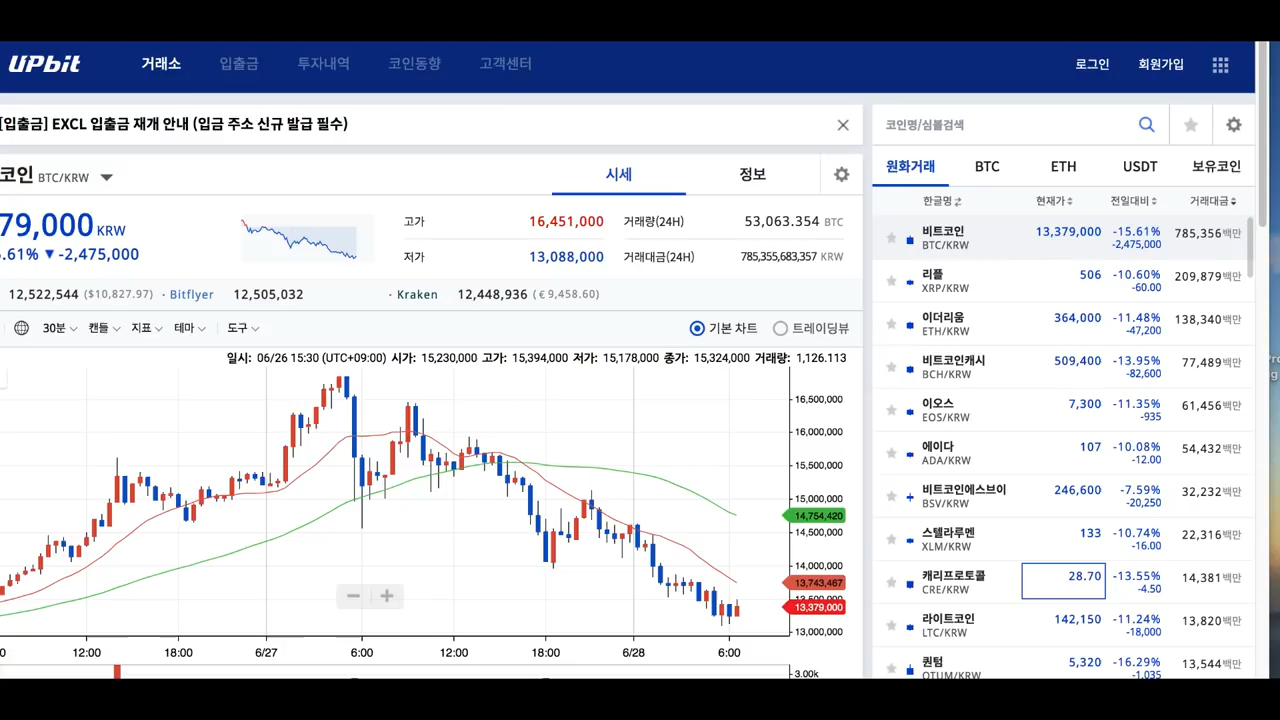 UPbit 거래소 입출금 투자내역 코인동향 고객센터 로그인 회원가입
[입출금] EXCL 입출금 재개 안내 (입금 주소 신규 발급 필수)
코인 BTC/KRW 시세 정보
79,000 KRW
.61% ▼ -2,475,000
고가 16,451,000 거래량(24H) 53,063.354 BTC
저가 13,088,000 거래대금(24H) 785,355,683,357 KRW
12,522,544 ($10,827.97) · Bitflyer 12,505,032 · Kraken 12,448,936 (€ 9,458.60)
30분 캔들 지표 테마 도구 기본 차트 트레이딩뷰
일시: 06/26 15:30 (UTC+09:00) 시가: 15,230,000 고가: 15,394,000 저가: 15,178,000 종가: 15,324,000 거래량: 1,126.113
16,500,000
16,000,000
15,500,000
15,000,000
14,754,420
14,500,000
14,000,000
13,743,467
13,500,000
13,379,000
13,000,000
0 12:00 18:00 6/27 6:00 12:00 18:00 6/28 6:00
3.00k
코인명/심볼검색
원화거래 BTC ETH USDT 보유코인
한글명 현재가 전일대비 거래대금
비트코인 13,379,000 -15.61% 785,356백만
BTC/KRW -2,475,000
리플 506 -10.60% 209,879백만
XRP/KRW -60.00
이더리움 364,000 -11.48% 138,340백만
ETH/KRW -47,200
비트코인캐시 509,400 -13.95% 77,489백만
BCH/KRW -82,600
이오스 7,300 -11.35% 61,456백만
EOS/KRW -935
에이다 107 -10.08% 54,432백만
ADA/KRW -12.00
비트코인에스브이 246,600 -7.59% 32,232백만
BSV/KRW -20,250
스텔라루멘 133 -10.74% 22,316백만
XLM/KRW -16.00
캐리프로토콜 28.70 -13.55% 14,381백만
CRE/KRW -4.50
라이트코인 142,150 -11.24% 13,820백만
LTC/KRW -18,000
퀀텀 5,320 -16.29% 13,544백만
QTUM/KRW -1,035